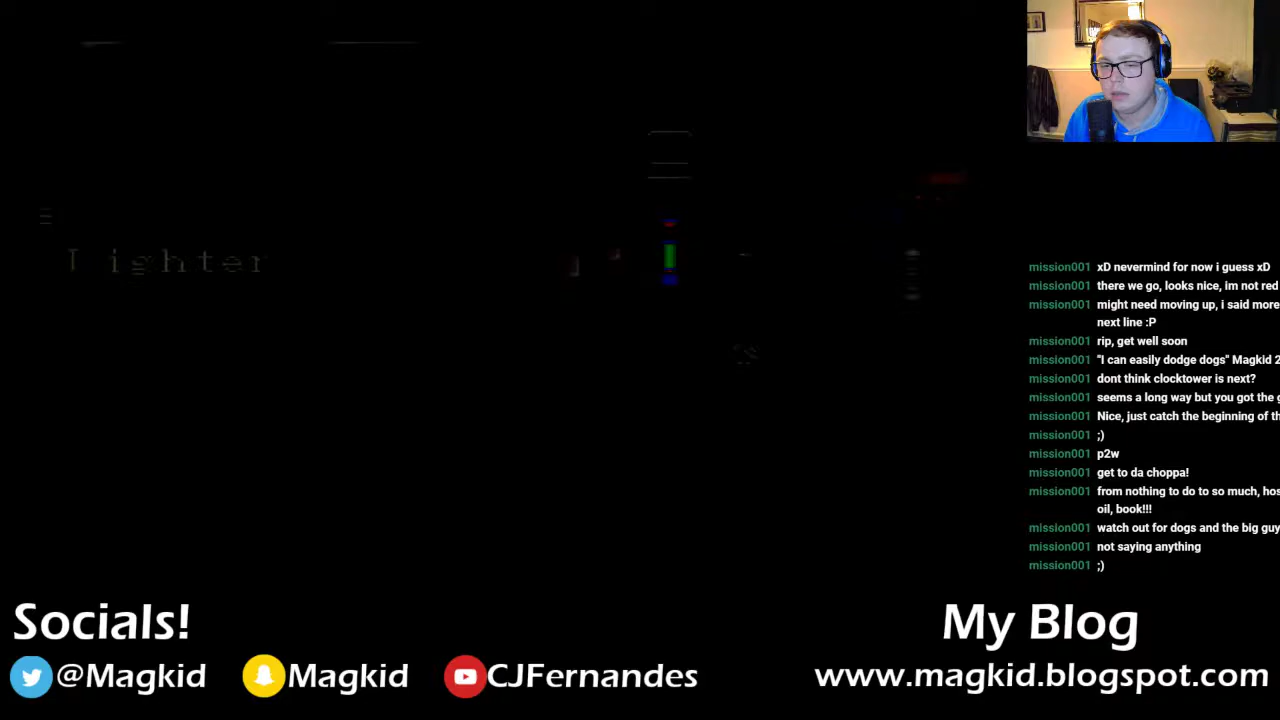 Lighter
mission001 xD nevermind for now i guess xD
mission001 there we go, looks nice, im not red
mission001 might need moving up, i said more
next line :P
mission001 rip, get well soon
mission001 "I can easily dodge dogs" Magkid 2
mission001 dont think clocktower is next?
mission001 seems a long way but you got the g
mission001 Nice, just catch the beginning of th
mission001 ;)
mission001 p2w
mission001 get to da choppa!
mission001 from nothing to do to so much, hos
oil, book!!!
mission001 watch out for dogs and the big guy
mission001 not saying anything
mission001 ;)
Socials!
@Magkid Magkid CJFernandes
My Blog
www.magkid.blogspot.com